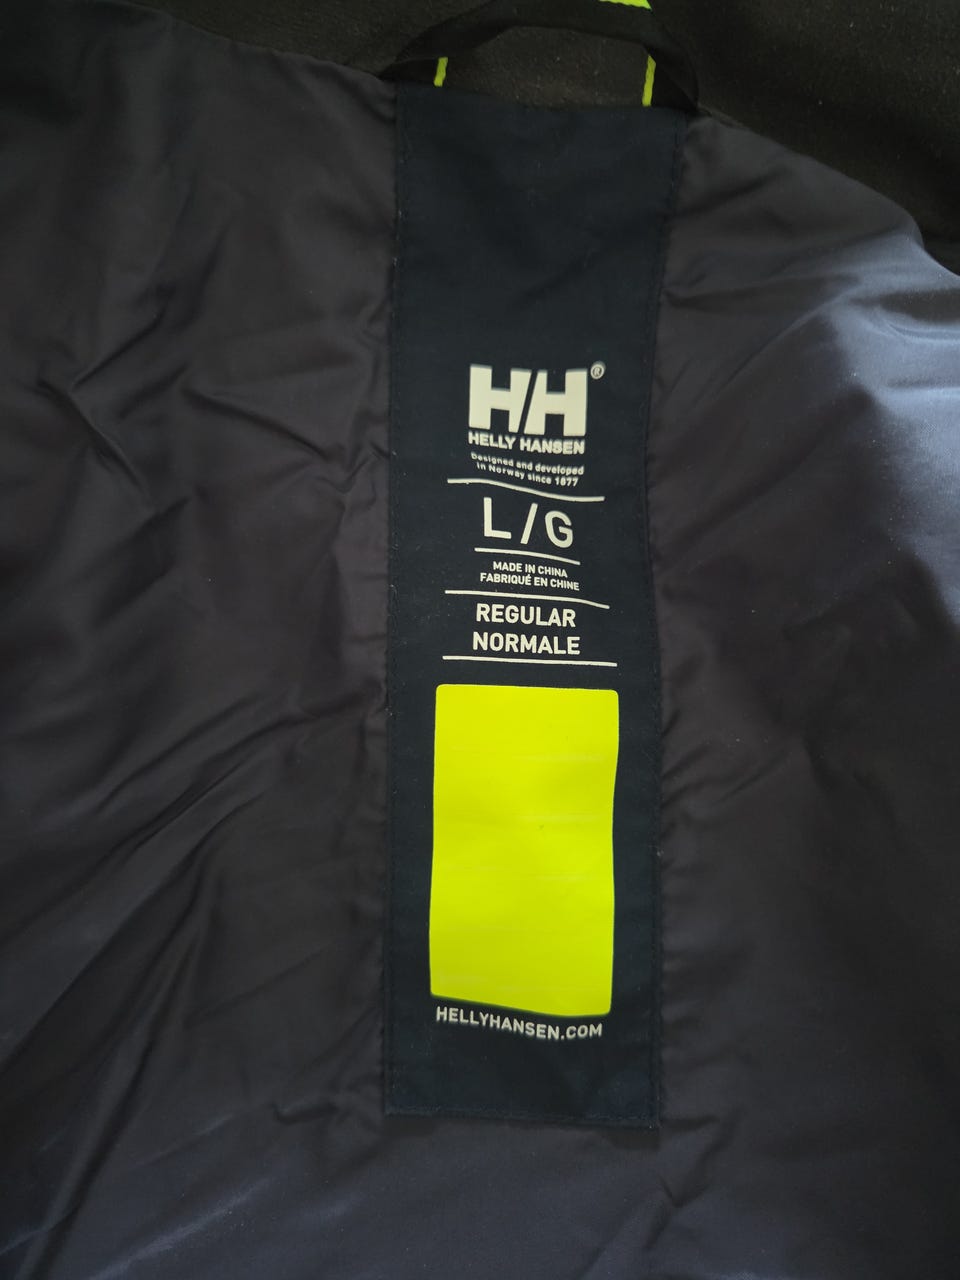 HH®
HELLY HANSEN
Designed and developed
in Norway since 1877
L/G
MADE IN CHINA
FABRIQUÉ EN CHINE
REGULAR
NORMALE
HELLYHANSEN.COM